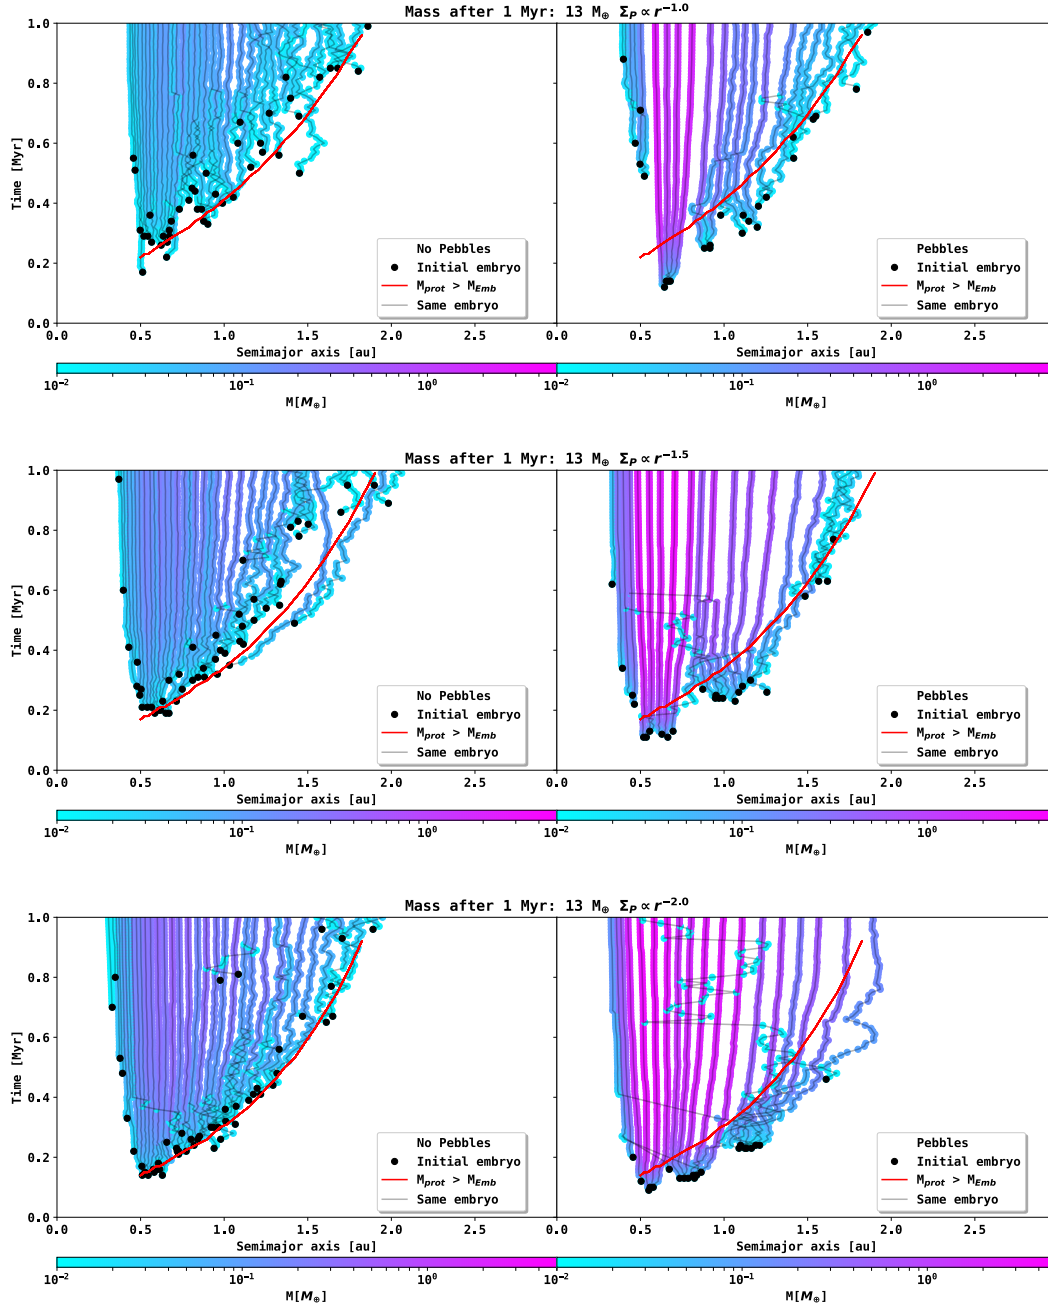 Mass after 1 Myr: 13 M⊕ Σ_P ∝ r^−1.0
Time [Myr]
1.0
0.8
0.6
0.4
0.2
0.0
No Pebbles
Initial embryo
M_prot > M_Emb
Same embryo
Pebbles
Initial embryo
M_prot > M_Emb
Same embryo
0.0 0.5 1.0 1.5 2.0 0.0 0.5 1.0 1.5 2.0 2.5
Semimajor axis [au] Semimajor axis [au]
10^−2 10^−1 10^0 10^−2 10^−1 10^0
M[M⊕] M[M⊕]
Mass after 1 Myr: 13 M⊕ Σ_P ∝ r^−1.5
Time [Myr]
1.0
0.8
0.6
0.4
0.2
0.0
No Pebbles
Initial embryo
M_prot > M_Emb
Same embryo
Pebbles
Initial embryo
M_prot > M_Emb
Same embryo
0.0 0.5 1.0 1.5 2.0 0.0 0.5 1.0 1.5 2.0 2.5
Semimajor axis [au] Semimajor axis [au]
10^−2 10^−1 10^0 10^−2 10^−1 10^0
M[M⊕] M[M⊕]
Mass after 1 Myr: 13 M⊕ Σ_P ∝ r^−2.0
Time [Myr]
1.0
0.8
0.6
0.4
0.2
0.0
No Pebbles
Initial embryo
M_prot > M_Emb
Same embryo
Pebbles
Initial embryo
M_prot > M_Emb
Same embryo
0.0 0.5 1.0 1.5 2.0 0.0 0.5 1.0 1.5 2.0 2.5
Semimajor axis [au] Semimajor axis [au]
10^−2 10^−1 10^0 10^−2 10^−1 10^0
M[M⊕] M[M⊕]